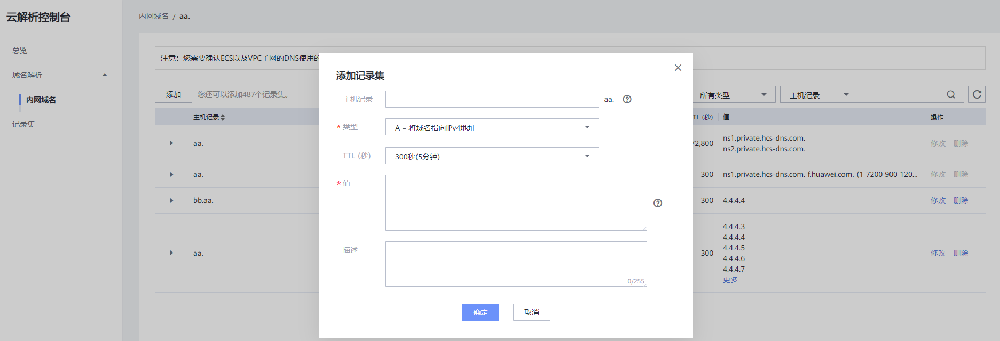 云解析控制台
总览
域名解析
内网域名
记录集
内网域名 / aa.
注意：您需要确认ECS以及VPC子网的DNS使用的
添加 您还可以添加487个记录集。
所有类型 主机记录
主机记录 TL (秒) 值 操作
aa. 72,800 ns1.private.hcs-dns.com. 修改 删除
ns2.private.hcs-dns.com.
aa. 300 ns1.private.hcs-dns.com. f.huawei.com. (1 7200 900 120... 修改 删除
bb.aa. 300 4.4.4.4 修改 删除
aa. 300 4.4.4.3 修改 删除
4.4.4.4
4.4.4.5
4.4.4.6
4.4.4.7
更多
添加记录集
主机记录 aa.
* 类型 A – 将域名指向IPv4地址
TTL (秒) 300秒(5分钟)
* 值
描述
0/255
确定 取消